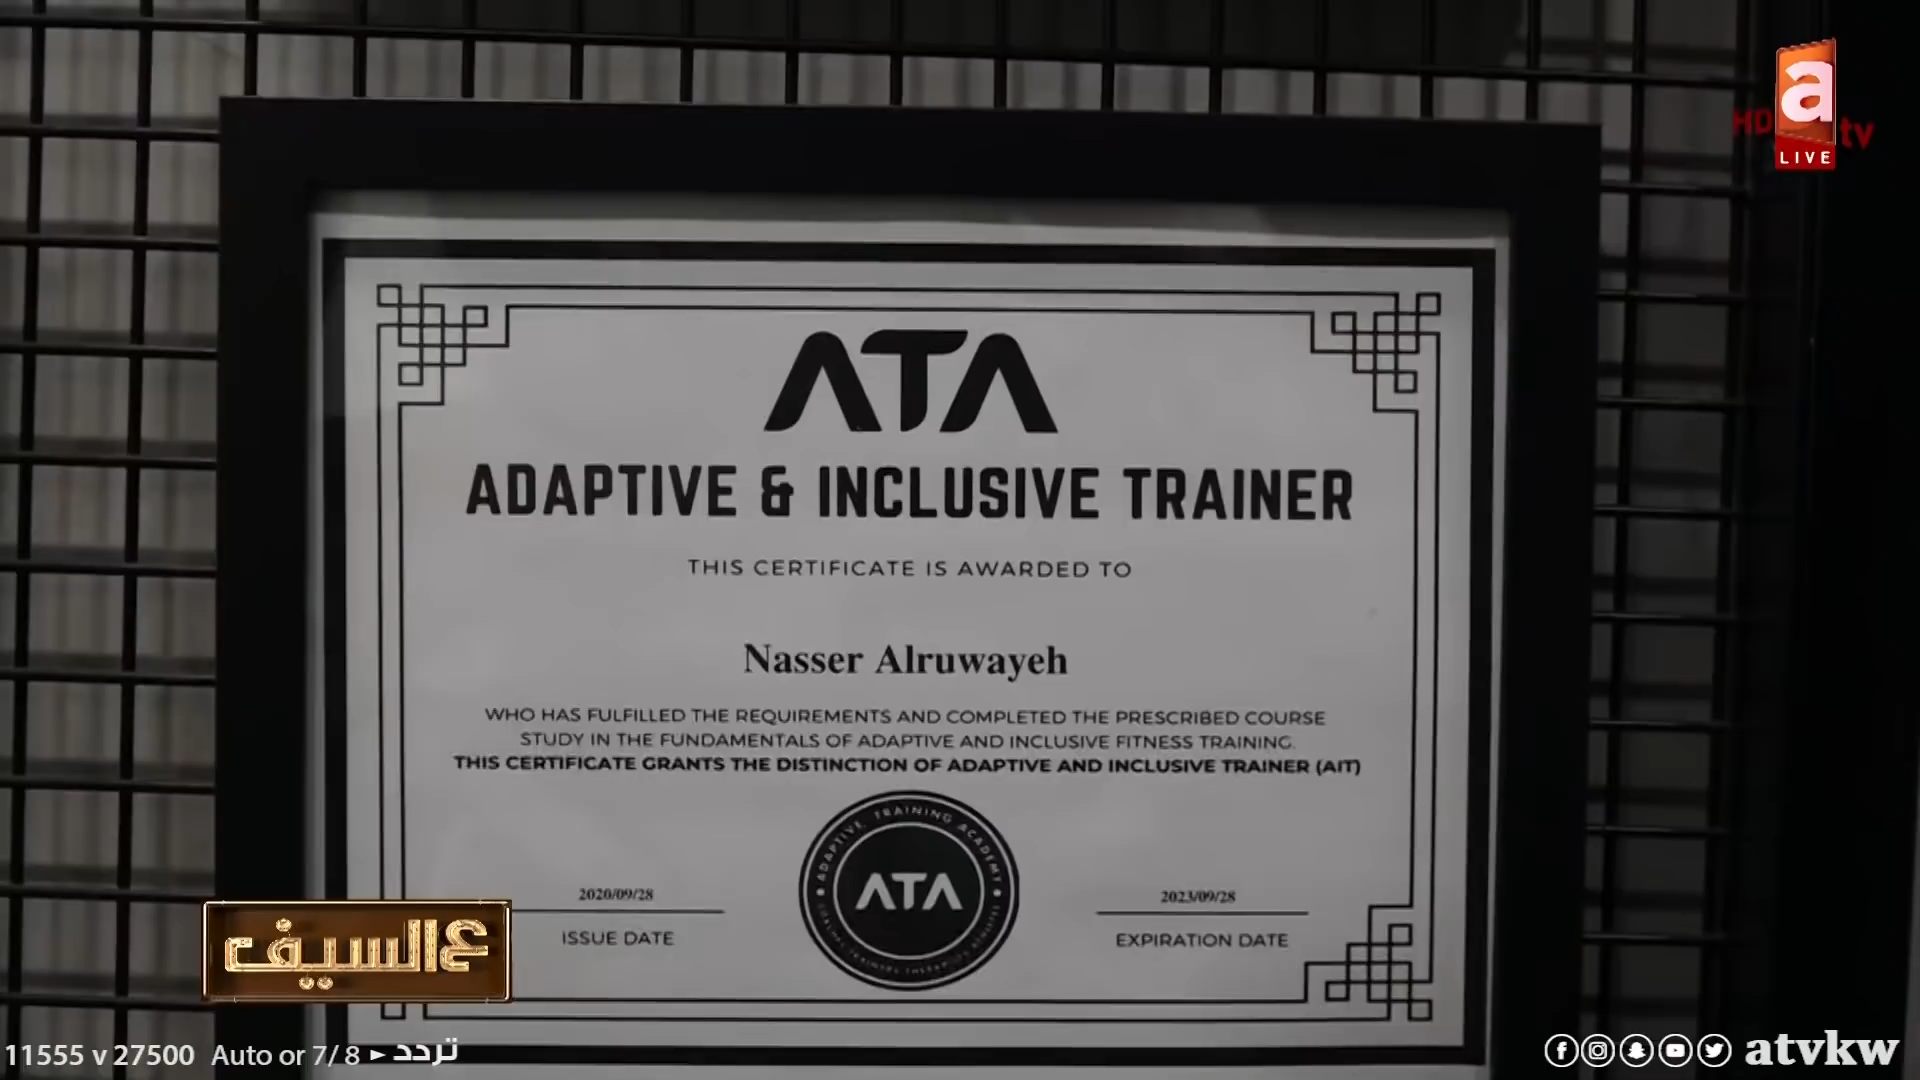 HD a tv
LIVE
ATA
ADAPTIVE & INCLUSIVE TRAINER
THIS CERTIFICATE IS AWARDED TO
Nasser Alruwayeh
WHO HAS FULFILLED THE REQUIREMENTS AND COMPLETED THE PRESCRIBED COURSE
STUDY IN THE FUNDAMENTALS OF ADAPTIVE AND INCLUSIVE FITNESS TRAINING.
THIS CERTIFICATE GRANTS THE DISTINCTION OF ADAPTIVE AND INCLUSIVE TRAINER (AIT)
ADAPTIVE TRAINING ACADEMY
ATA
2020/09/28
ISSUE DATE
2023/09/28
EXPIRATION DATE
عالسيف
11555 v 27500 Auto or 7/8 ► تردد
atvkw